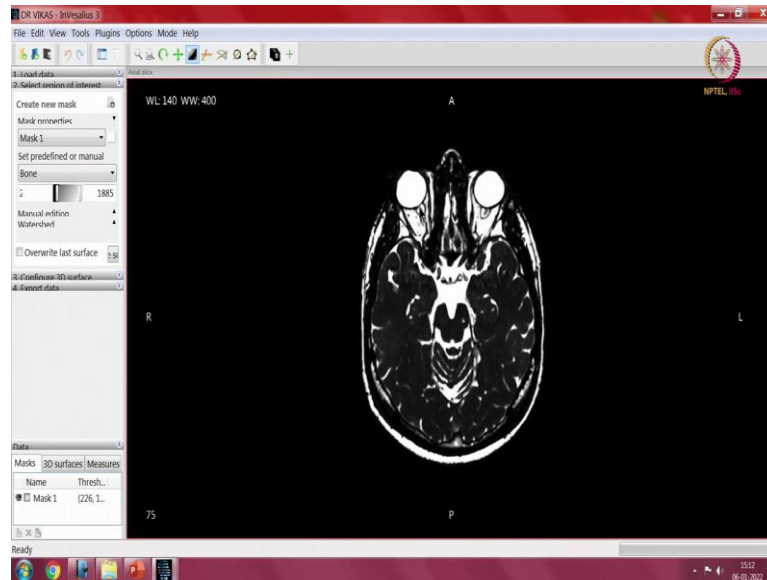 DR VIKAS - InVesalius 3
File Edit View Tools Plugins Options Mode Help
1. Load data
Axial slice
2. Select region of interest
NPTEL, IISc
Create new mask
WL: 140 WW: 400
A
Mask properties
Mask 1
Set predefined or manual
Bone
2 1885
Manual edition
Watershed
Overwrite last surface
3. Configure 3D surface
4. Export data
R
L
Data
Masks 3D surfaces Measures
Name Thresh...
Mask 1 (226, 1...
75
P
Ready
15:12
06-01-2022